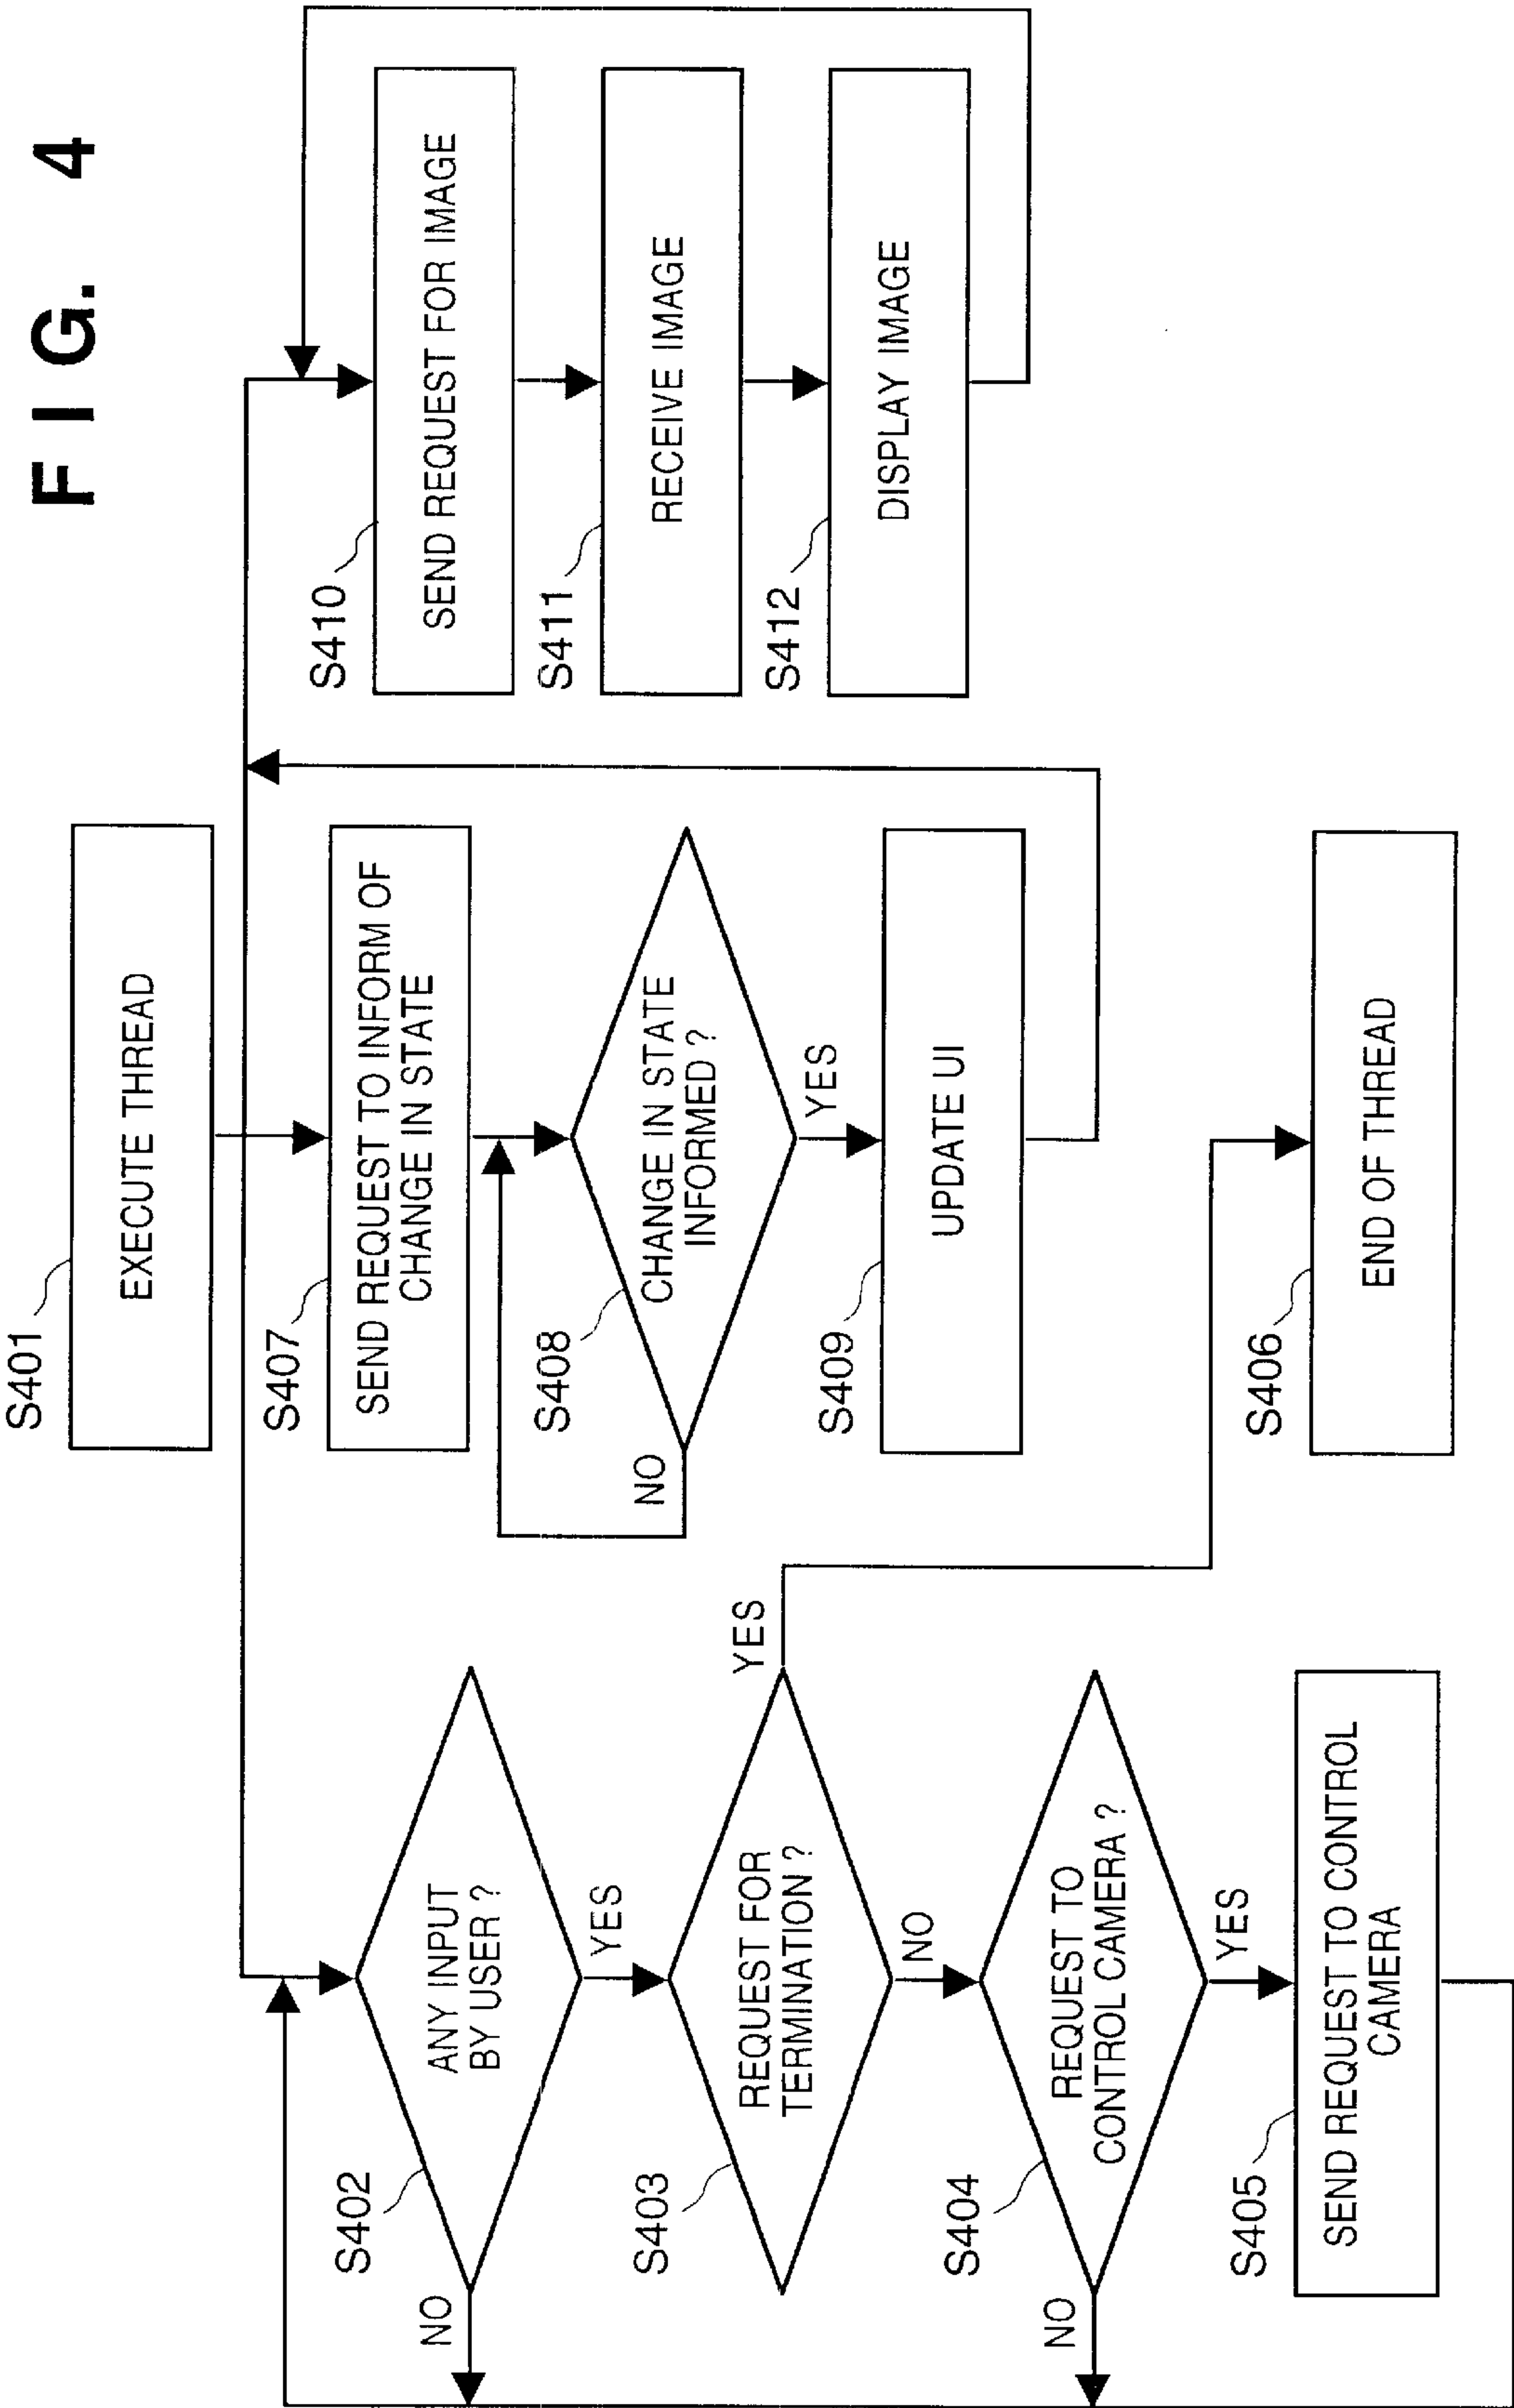 FIG. 4
S401
EXECUTE THREAD
S402
ANY INPUT
BY USER ?
NO
YES
S403
REQUEST FOR
TERMINATION ?
YES
NO
S404
REQUEST TO
CONTROL CAMERA ?
NO
YES
S405
SEND REQUEST TO CONTROL
CAMERA
S407
SEND REQUEST TO INFORM OF
CHANGE IN STATE
S408
CHANGE IN STATE
INFORMED ?
NO
YES
S409
UPDATE UI
S406
END OF THREAD
S410
SEND REQUEST FOR IMAGE
S411
RECEIVE IMAGE
S412
DISPLAY IMAGE